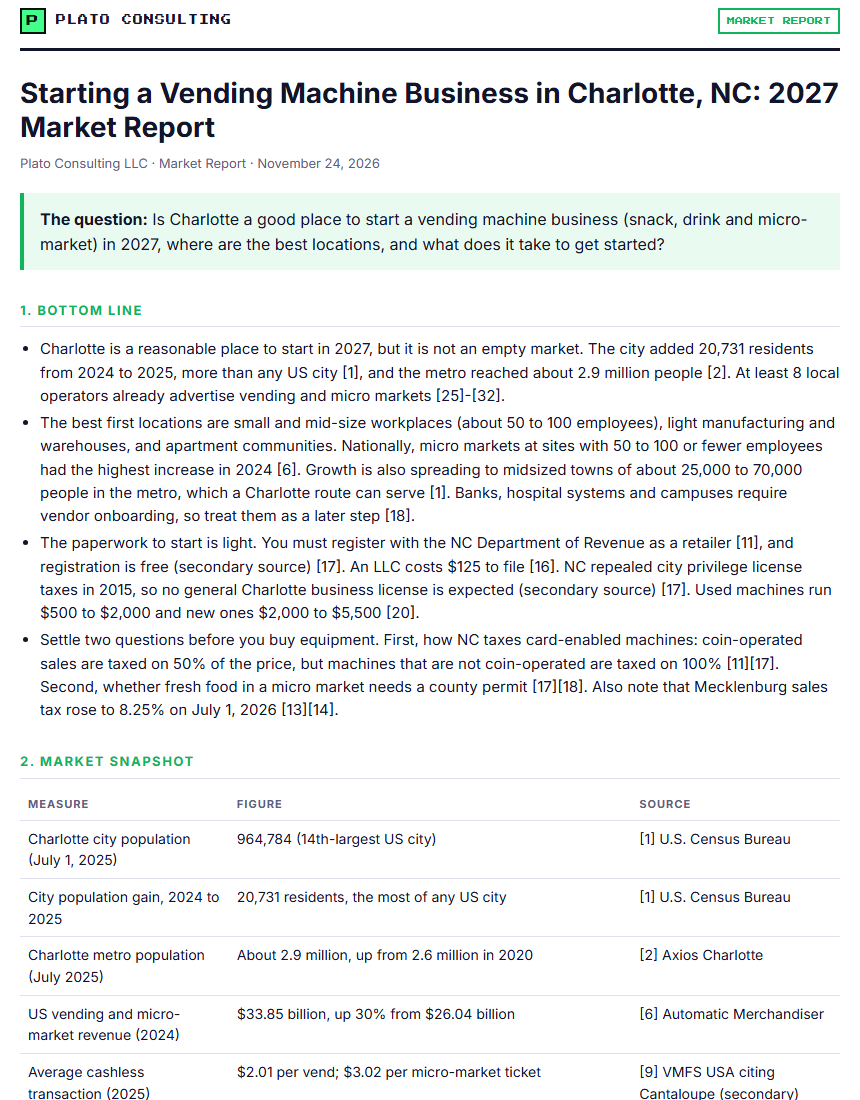 P PLATO CONSULTING
MARKET REPORT
Starting a Vending Machine Business in Charlotte, NC: 2027
Market Report
Plato Consulting LLC · Market Report · November 24, 2026
The question: Is Charlotte a good place to start a vending machine business (snack, drink and micro-
market) in 2027, where are the best locations, and what does it take to get started?
1. BOTTOM LINE
• Charlotte is a reasonable place to start in 2027, but it is not an empty market. The city added 20,731 residents
from 2024 to 2025, more than any US city [1], and the metro reached about 2.9 million people [2]. At least 8 local
operators already advertise vending and micro markets [25]-[32].
• The best first locations are small and mid-size workplaces (about 50 to 100 employees), light manufacturing and
warehouses, and apartment communities. Nationally, micro markets at sites with 50 to 100 or fewer employees
had the highest increase in 2024 [6]. Growth is also spreading to midsized towns of about 25,000 to 70,000
people in the metro, which a Charlotte route can serve [1]. Banks, hospital systems and campuses require
vendor onboarding, so treat them as a later step [18].
• The paperwork to start is light. You must register with the NC Department of Revenue as a retailer [11], and
registration is free (secondary source) [17]. An LLC costs $125 to file [16]. NC repealed city privilege license
taxes in 2015, so no general Charlotte business license is expected (secondary source) [17]. Used machines run
$500 to $2,000 and new ones $2,000 to $5,500 [20].
• Settle two questions before you buy equipment. First, how NC taxes card-enabled machines: coin-operated
sales are taxed on 50% of the price, but machines that are not coin-operated are taxed on 100% [11][17].
Second, whether fresh food in a micro market needs a county permit [17][18]. Also note that Mecklenburg sales
tax rose to 8.25% on July 1, 2026 [13][14].
2. MARKET SNAPSHOT
MEASURE FIGURE SOURCE
Charlotte city population 964,784 (14th-largest US city) [1] U.S. Census Bureau
(July 1, 2025)
City population gain, 2024 to 20,731 residents, the most of any US city [1] U.S. Census Bureau
2025
Charlotte metro population About 2.9 million, up from 2.6 million in 2020 [2] Axios Charlotte
(July 2025)
US vending and micro- $33.85 billion, up 30% from $26.04 billion [6] Automatic Merchandiser
market revenue (2024)
Average cashless $2.01 per vend; $3.02 per micro-market ticket [9] VMFS USA citing
transaction (2025) Cantaloupe (secondary)